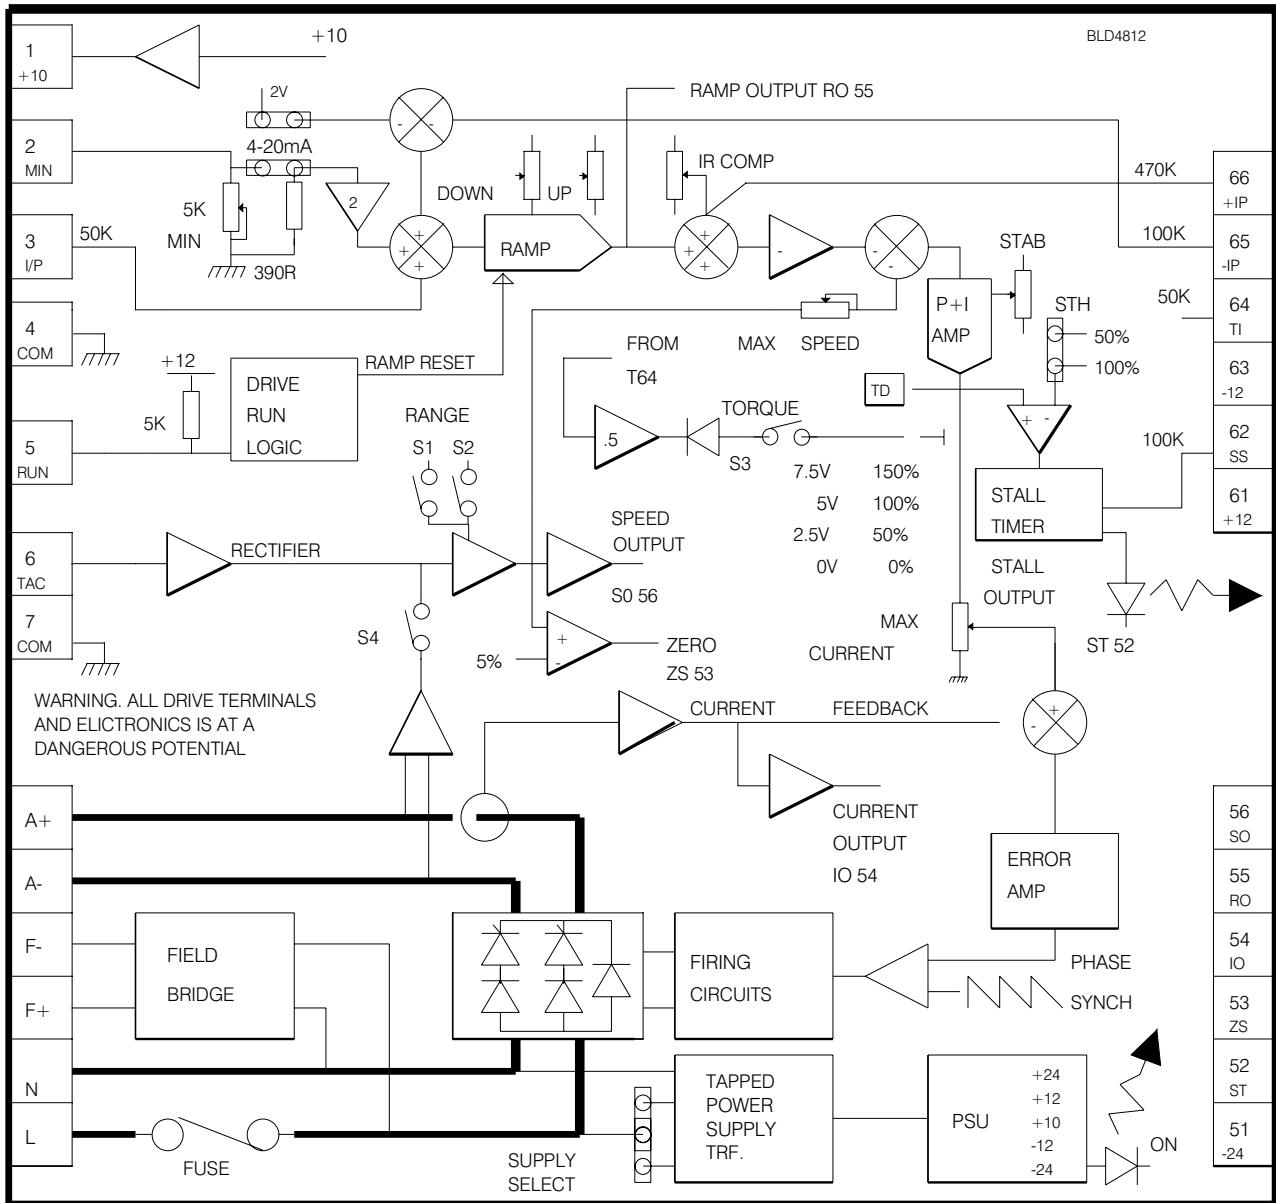 +10
BLD4812
1
+10
2V
RAMP OUTPUT RO 55
2
MIN
4-20mA
DOWN
UP
IR COMP
470K
66
+IP
5K
MIN
2
3
I/P
50K
390R
RAMP
STAB
100K
65
-IP
P+I
AMP
STH
50K
64
TI
4
COM
+12
RAMP RESET
FROM
T64
MAX SPEED
50%
100%
63
-12
DRIVE
RUN
LOGIC
5K
RANGE
S1 S2
TD
TORQUE
.5
S3
5
RUN
100K
62
SS
7.5V 150%
5V 100%
2.5V 50%
0V 0%
STALL
TIMER
61
+12
SPEED
OUTPUT
S0 56
6
TAC
RECTIFIER
STALL
OUTPUT
ST 52
7
COM
S4
5%
+
-
ZERO
ZS 53
MAX
CURRENT
WARNING. ALL DRIVE TERMINALS
AND ELICTRONICS IS AT A
DANGEROUS POTENTIAL
CURRENT FEEDBACK
A+
CURRENT
OUTPUT
IO 54
56
SO
ERROR
AMP
A-
55
RO
F-
FIELD
BRIDGE
FIRING
CIRCUITS
PHASE
SYNCH
54
IO
F+
53
ZS
N
TAPPED
POWER
SUPPLY
TRF.
PSU
+24
+12
+10
-12
-24
52
ST
L
FUSE
SUPPLY
SELECT
ON
51
-24